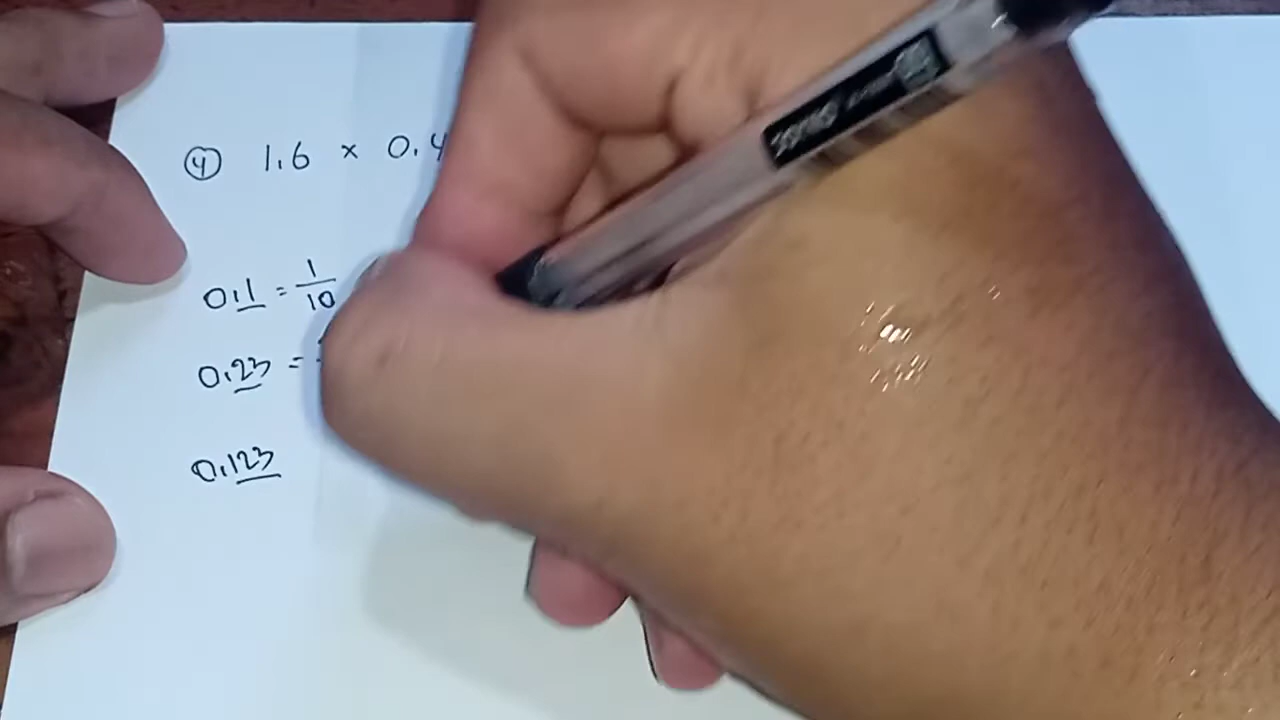 ④ 1,6 × 0,4
0,1 = 1/10
0,23 =
0,123